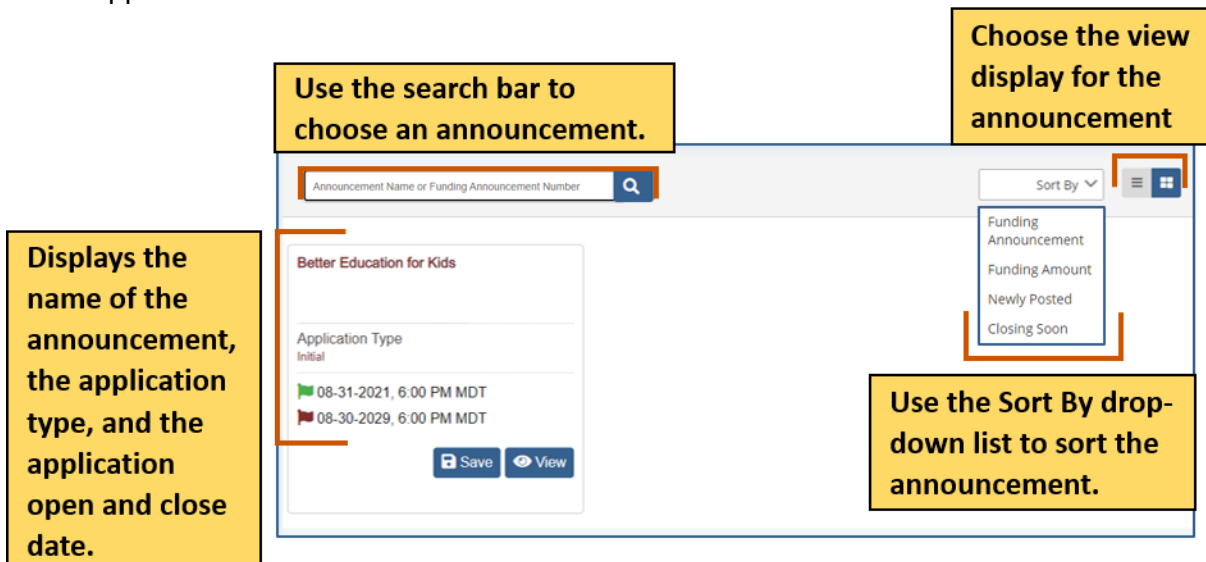 Choose the view
display for the
announcement
Use the search bar to
choose an announcement.
Announcement Name or Funding Announcement Number
Sort By
Funding
Announcement
Funding Amount
Newly Posted
Closing Soon
Displays the
name of the
announcement,
the application
type, and the
application
open and close
date.
Better Education for Kids
Application Type
Initial
08-31-2021, 6:00 PM MDT
08-30-2029, 6:00 PM MDT
Save
View
Use the Sort By drop-
down list to sort the
announcement.